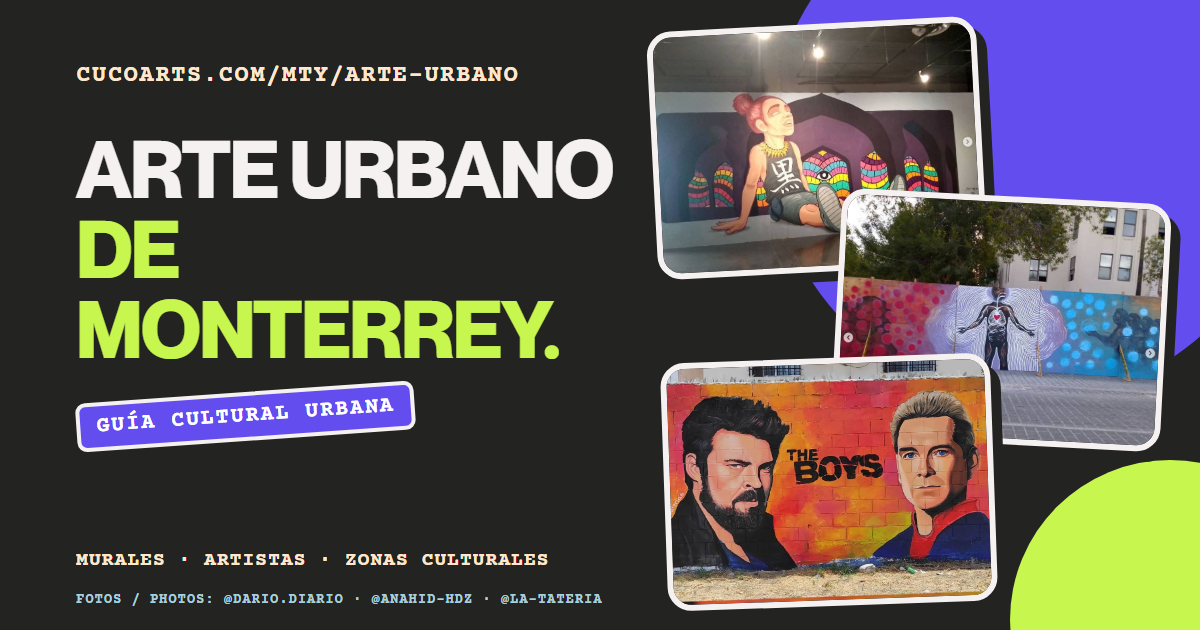 CUCOARTS.COM/MTY/ARTE-URBANO
ARTE URBANO
DE
MONTERREY.
GUÍA CULTURAL URBANA
MURALES · ARTISTAS · ZONAS CULTURALES
FOTOS / PHOTOS: @DARIO.DIARIO · @ANAHID-HDZ · @LA-TATERIA
黒
THE
BOYS